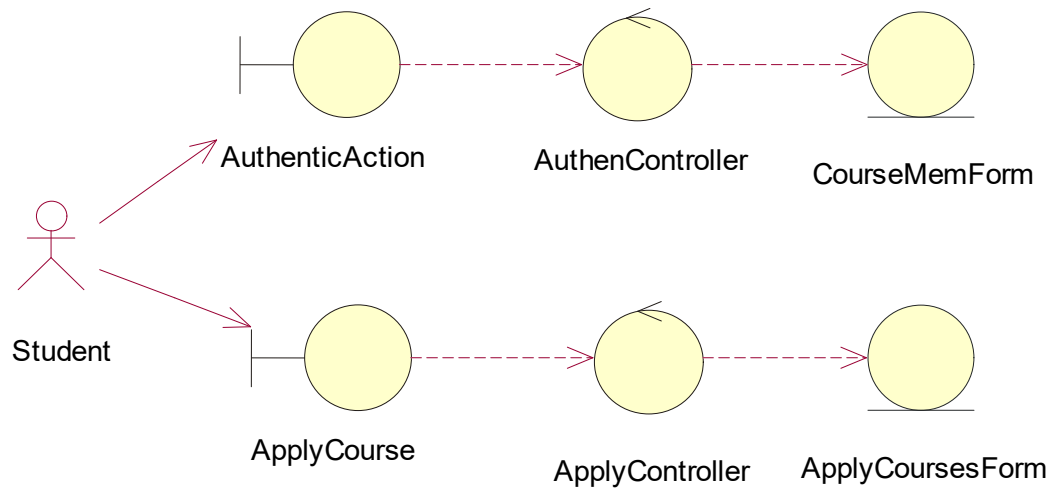 AuthenticAction
AuthenController
CourseMemForm
Student
ApplyCourse
ApplyController
ApplyCoursesForm